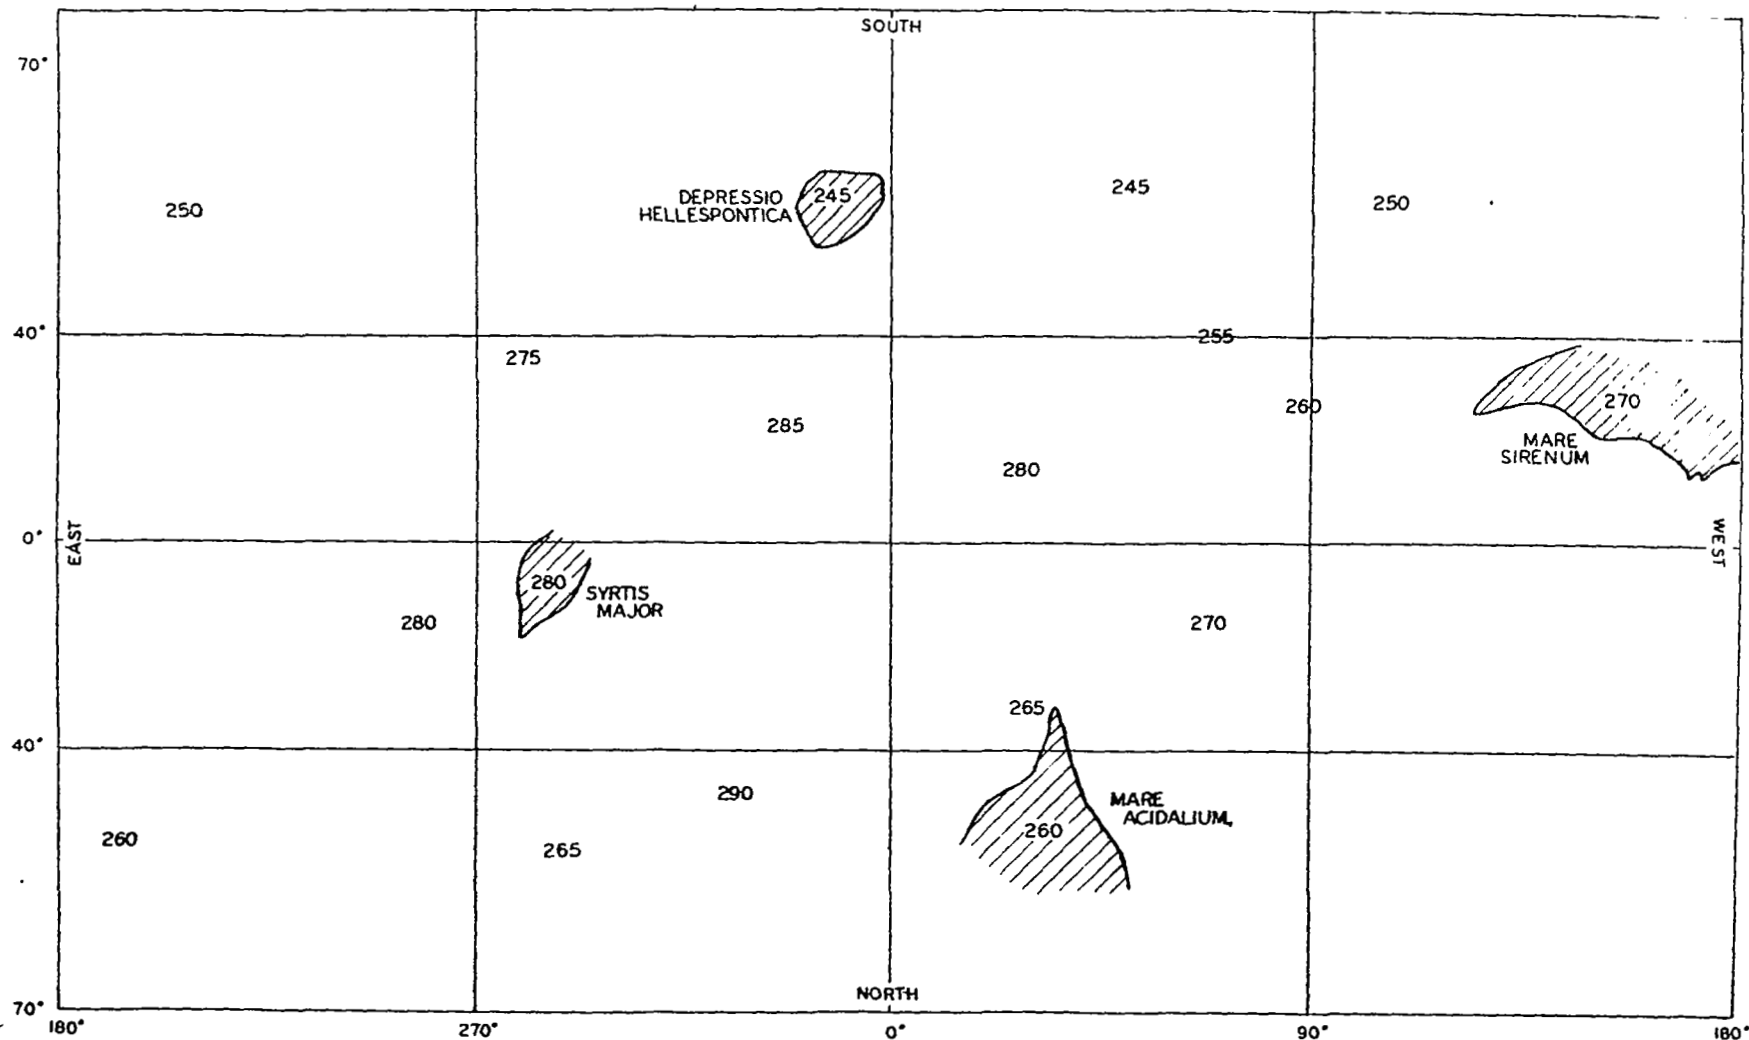 SOUTH
70°
245
250
DEPRESSIO
HELLESPONTICA
245
250
40°
255
275
260
270
285
MARE
SIRENUM
280
0°
EAST
WEST
280
SYRTIS
MAJOR
280
270
265
40°
290
MARE
ACIDALIUM,
260
260
265
NORTH
70°
180°
270°
0°
90°
180°